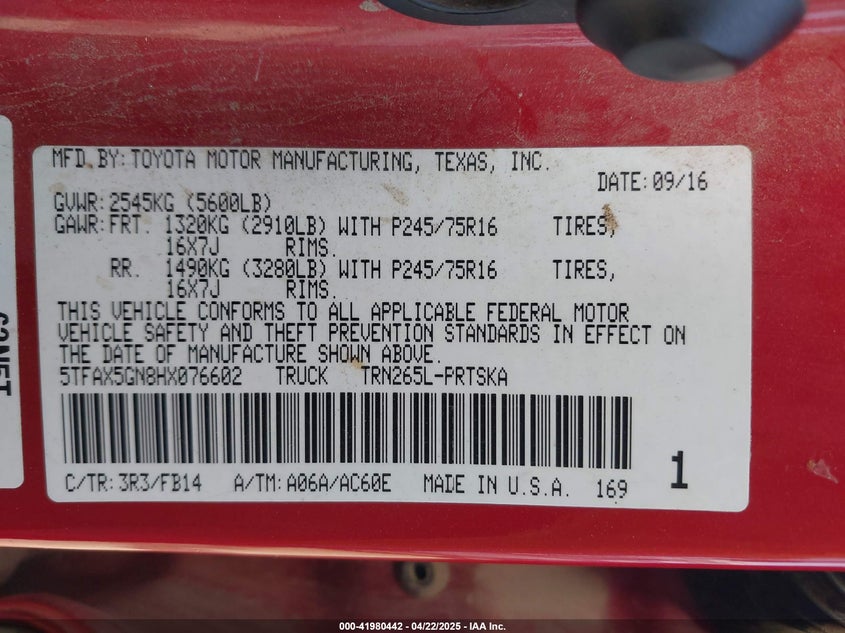 MFD. BY: TOYOTA MOTOR MANUFACTURING, TEXAS, INC.
DATE: 09/16
GVWR: 2545KG (5600LB)
GAWR: FRT. 1320KG (2910LB) WITH P245/75R16 TIRES,
16X7J RIMS.
RR. 1490KG (3280LB) WITH P245/75R16 TIRES,
16X7J RIMS.
THIS VEHICLE CONFORMS TO ALL APPLICABLE FEDERAL MOTOR
VEHICLE SAFETY AND THEFT PREVENTION STANDARDS IN EFFECT ON
THE DATE OF MANUFACTURE SHOWN ABOVE.
5TFAX5GN8HX076602 TRUCK TRN265L-PRTSKA
C/TR: 3R3/FB14 A/TM: A06A/AC60E MADE IN U.S.A. 169 1
000-41980442 - 04/22/2025 - IAA Inc.